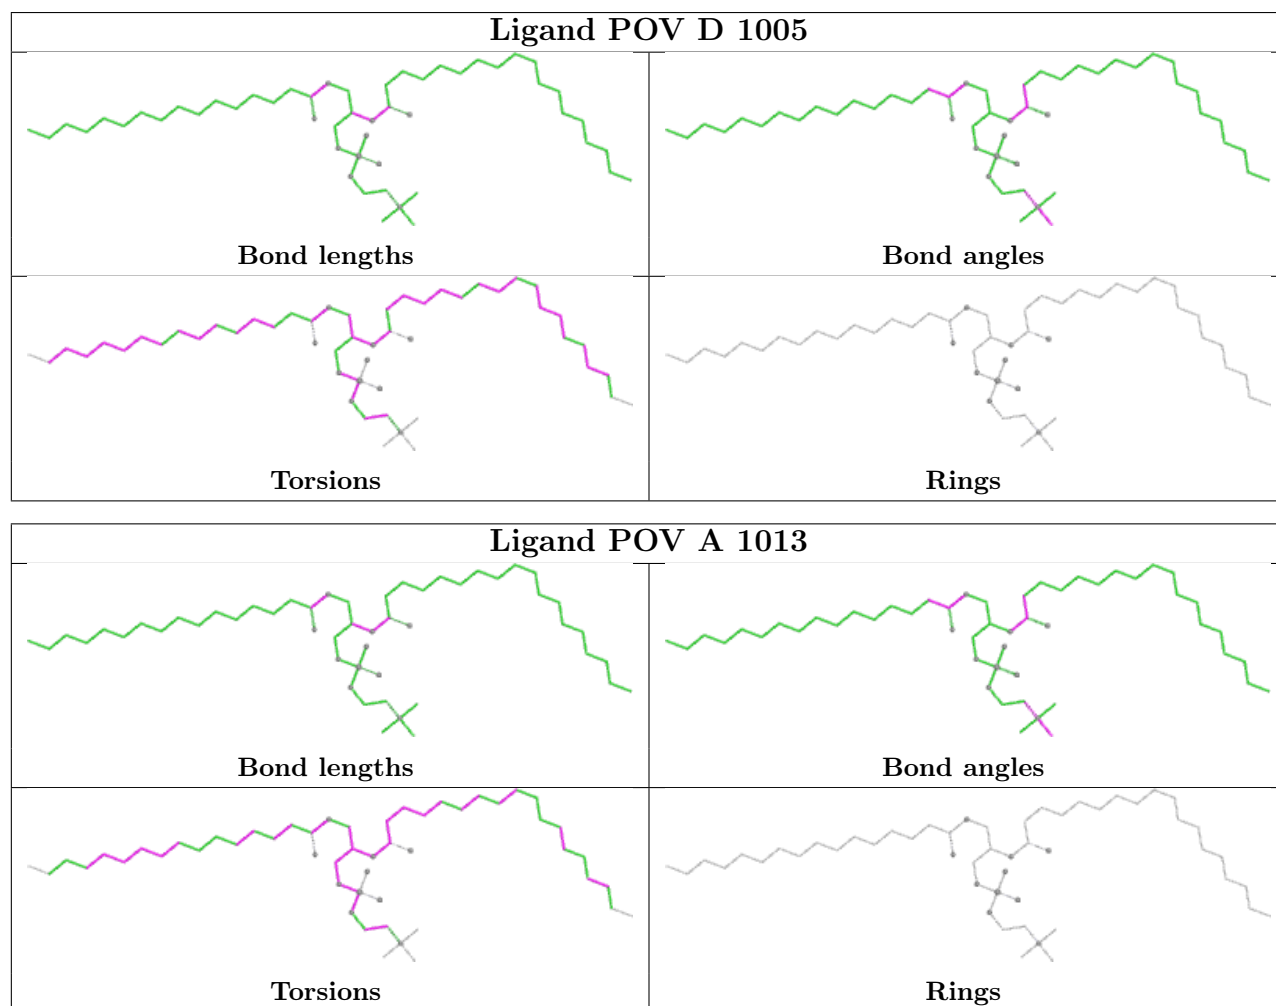 Ligand POV D 1005
Bond lengths
Bond angles
Torsions
Rings
Ligand POV A 1013
Bond lengths
Bond angles
Torsions
Rings